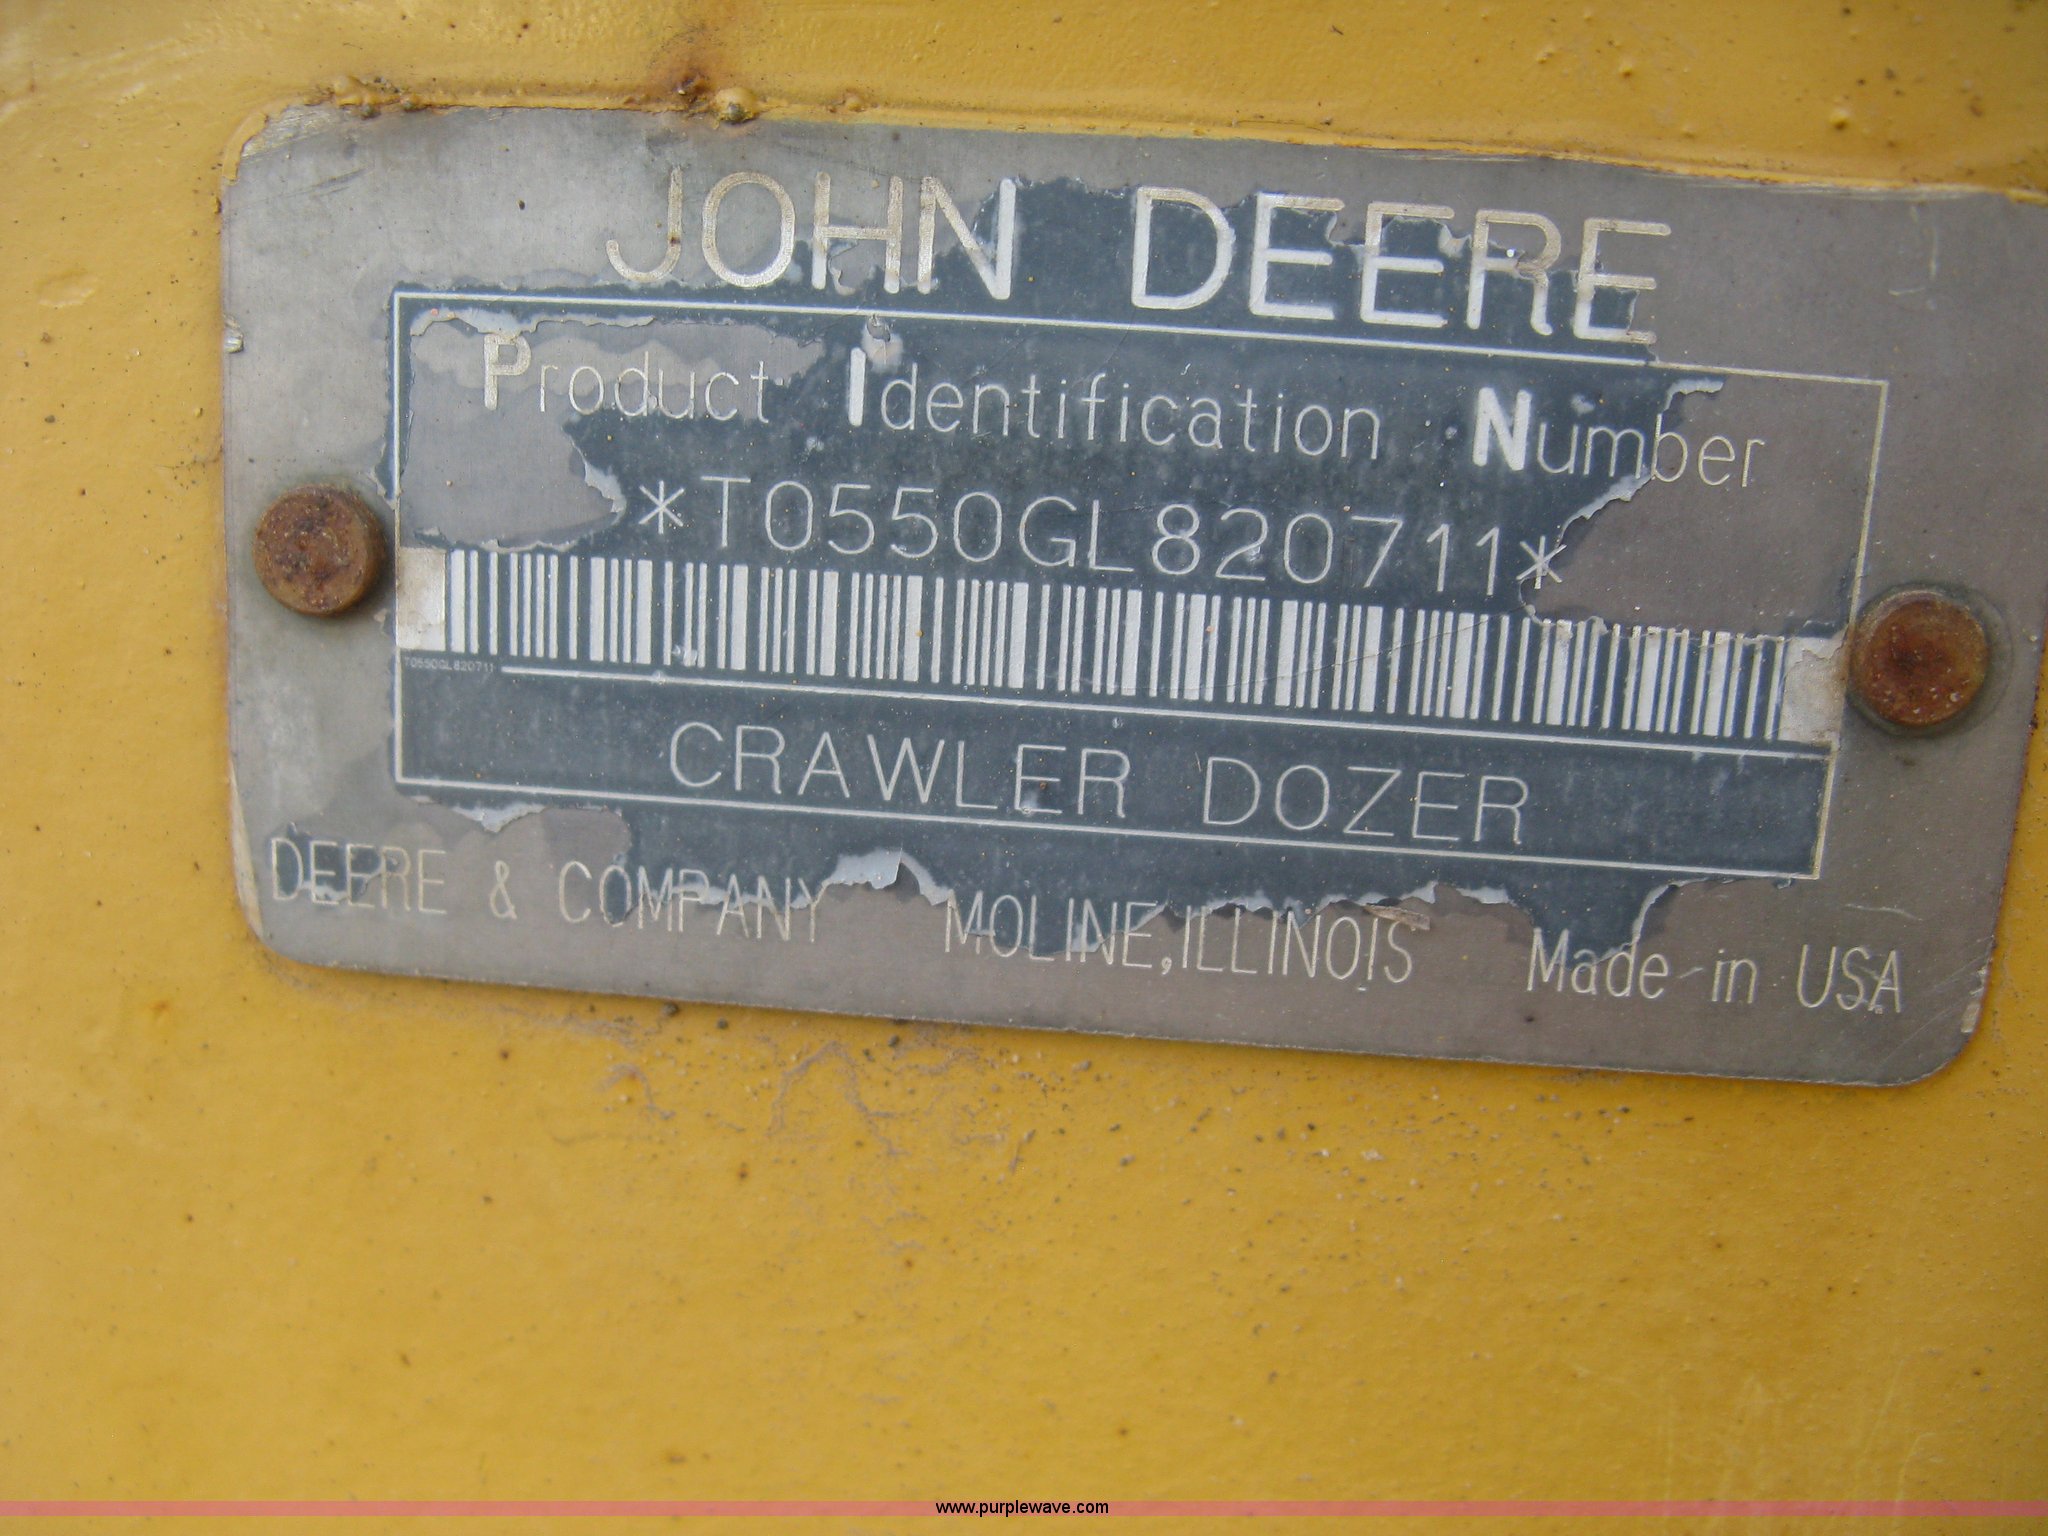 JOHN DEERE
Product Identification Number
*T0550GL820711*
T0550GL820711
CRAWLER DOZER
DEERE & COMPANY MOLINE, ILLINOIS Made in USA
www.purplewave.com